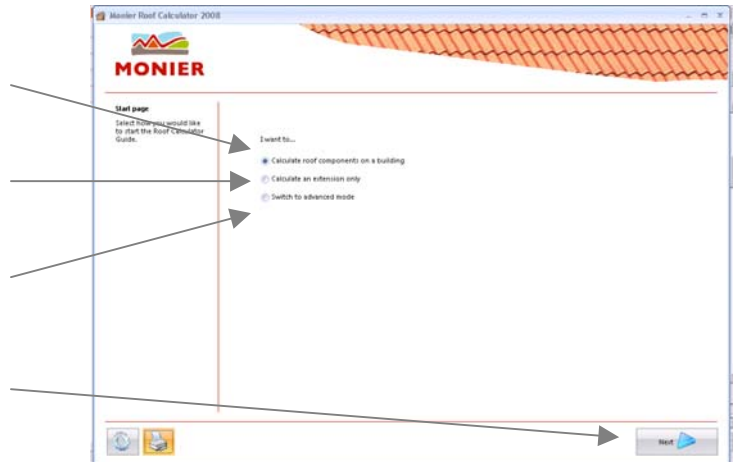 Monier Roof Calculator 2008
MONIER
Start page
Select how you would like
to start the Roof Calculator
Guide.
I want to...
Calculate roof components on a building
Calculate an extension only
Switch to advanced mode
Next